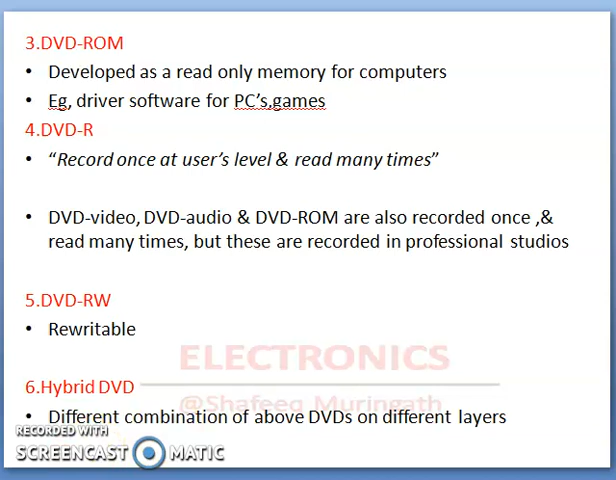 3.DVD-ROM
• Developed as a read only memory for computers
• Eg, driver software for PC's,games
4.DVD-R
• "Record once at user's level & read many times"
• DVD-video, DVD-audio & DVD-ROM are also recorded once ,&
read many times, but these are recorded in professional studios
5.DVD-RW
• Rewritable
ELECTRONICS
6.Hybrid DVD
@Shafeeq Muringath
• Different combination of above DVDs on different layers
RECORDED WITH
SCREENCAST MATIC